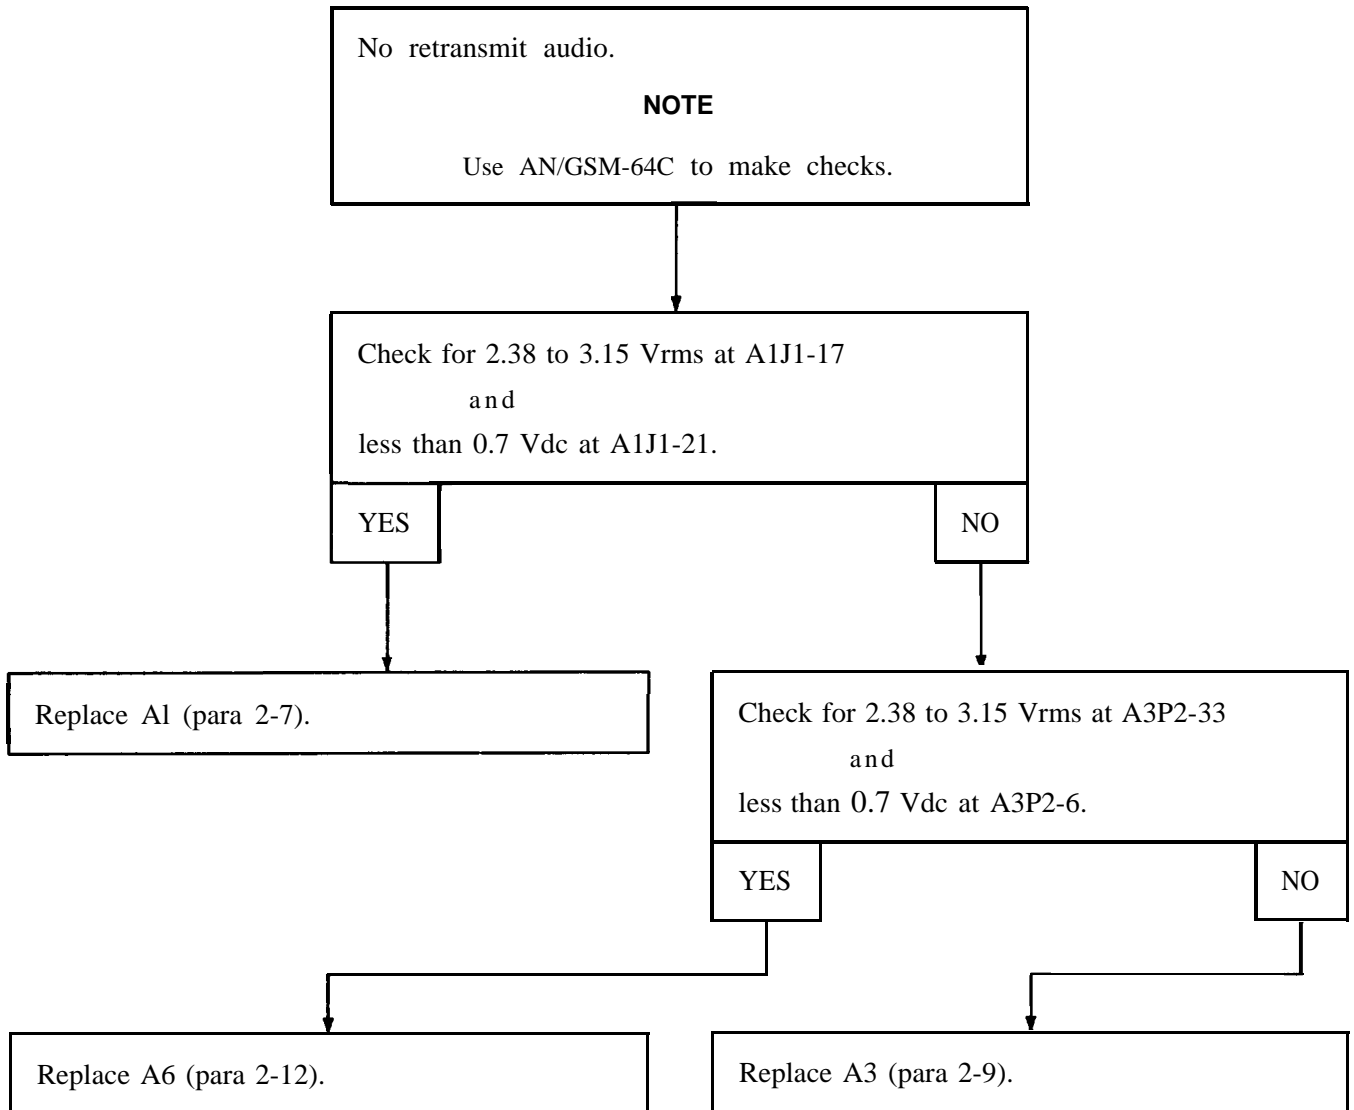 No retransmit audio.
NOTE
Use AN/GSM-64C to make checks.
Check for 2.38 to 3.15 Vrms at A1J1-17
and
less than 0.7 Vdc at A1J1-21.
YES
NO
Replace Al (para 2-7).
Check for 2.38 to 3.15 Vrms at A3P2-33
and
less than 0.7 Vdc at A3P2-6.
YES
NO
Replace A6 (para 2-12).
Replace A3 (para 2-9).